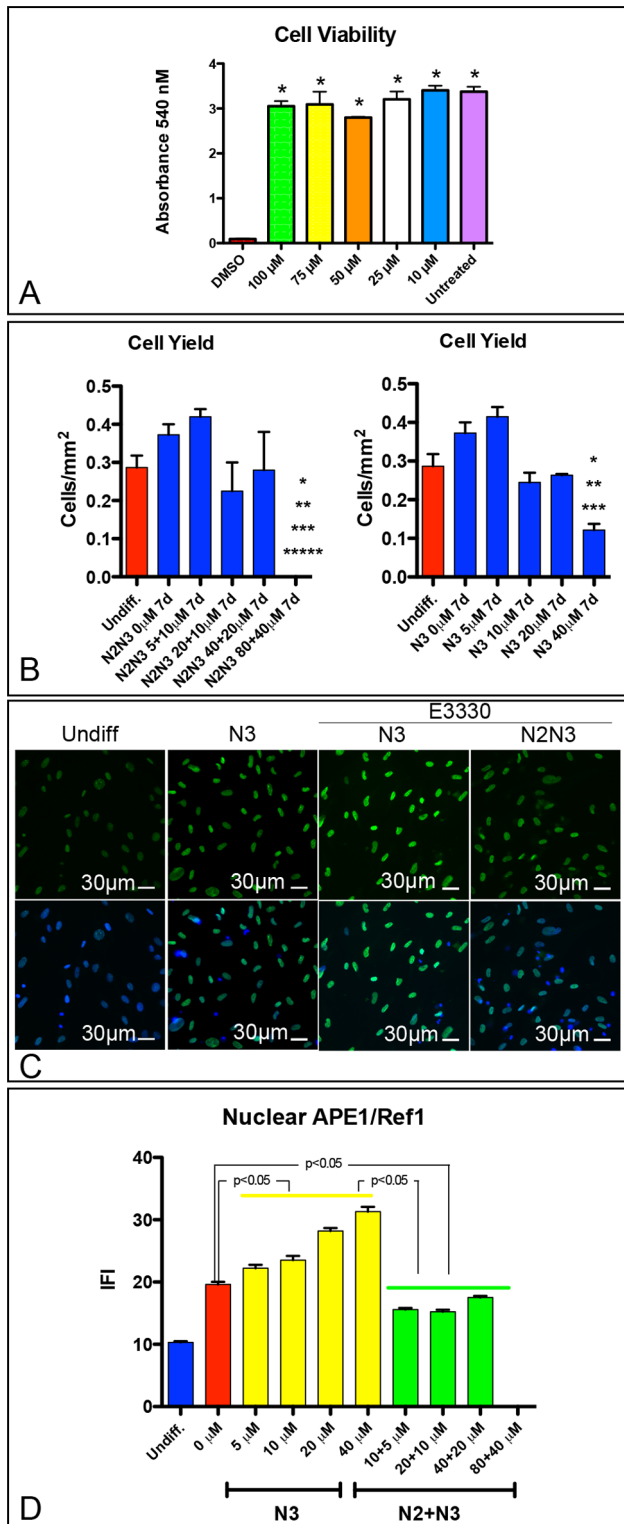 Cell Viability
Absorbance 540 nM
4
3
2
1
0
* * * * * *
DMSO
100 µM
75 µM
50 µM
25 µM
10 µM
Untreated
A
Cell Yield
Cells/mm2
0.5
0.4
0.3
0.2
0.1
0.0
*
**
***
*****
Undiff.
N2N3 0µM 7d
N2N3 5+10µM 7d
N2N3 20+10µM 7d
N2N3 40+20µM 7d
N2N3 80+40µM 7d
Cell Yield
Cells/mm2
0.5
0.4
0.3
0.2
0.1
0.0
*
**
***
Undiff.
N3 0µM 7d
N3 5µM 7d
N3 10µM 7d
N3 20µM 7d
N3 40µM 7d
B
E3330
Undiff N3 N3 N2N3
30µm 30µm 30µm 30µm
30µm 30µm 30µm 30µm
C
Nuclear APE1/Ref1
IFI
40
30
20
10
0
p<0.05
p<0.05 p<0.05
Undiff.
0 µM
5 µM
10 µM
20 µM
40 µM
10+5 µM
20+10 µM
40+20 µM
80+40 µM
N3 N2+N3
D